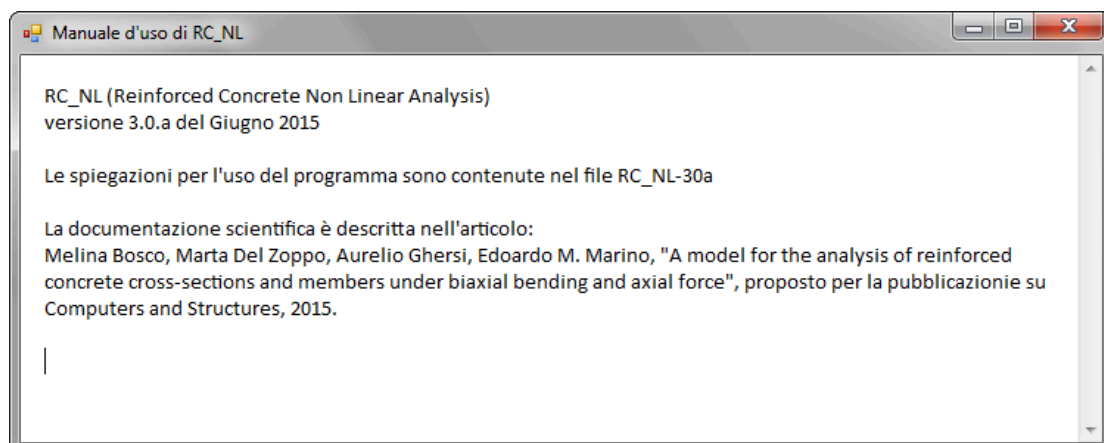 Manuale d'uso di RC_NL
RC_NL (Reinforced Concrete Non Linear Analysis)
versione 3.0.a del Giugno 2015
Le spiegazioni per l'uso del programma sono contenute nel file RC_NL-30a
La documentazione scientifica è descritta nell'articolo:
Melina Bosco, Marta Del Zoppo, Aurelio Ghersi, Edoardo M. Marino, "A model for the analysis of reinforced
concrete cross-sections and members under biaxial bending and axial force", proposto per la pubblicazionie su
Computers and Structures, 2015.